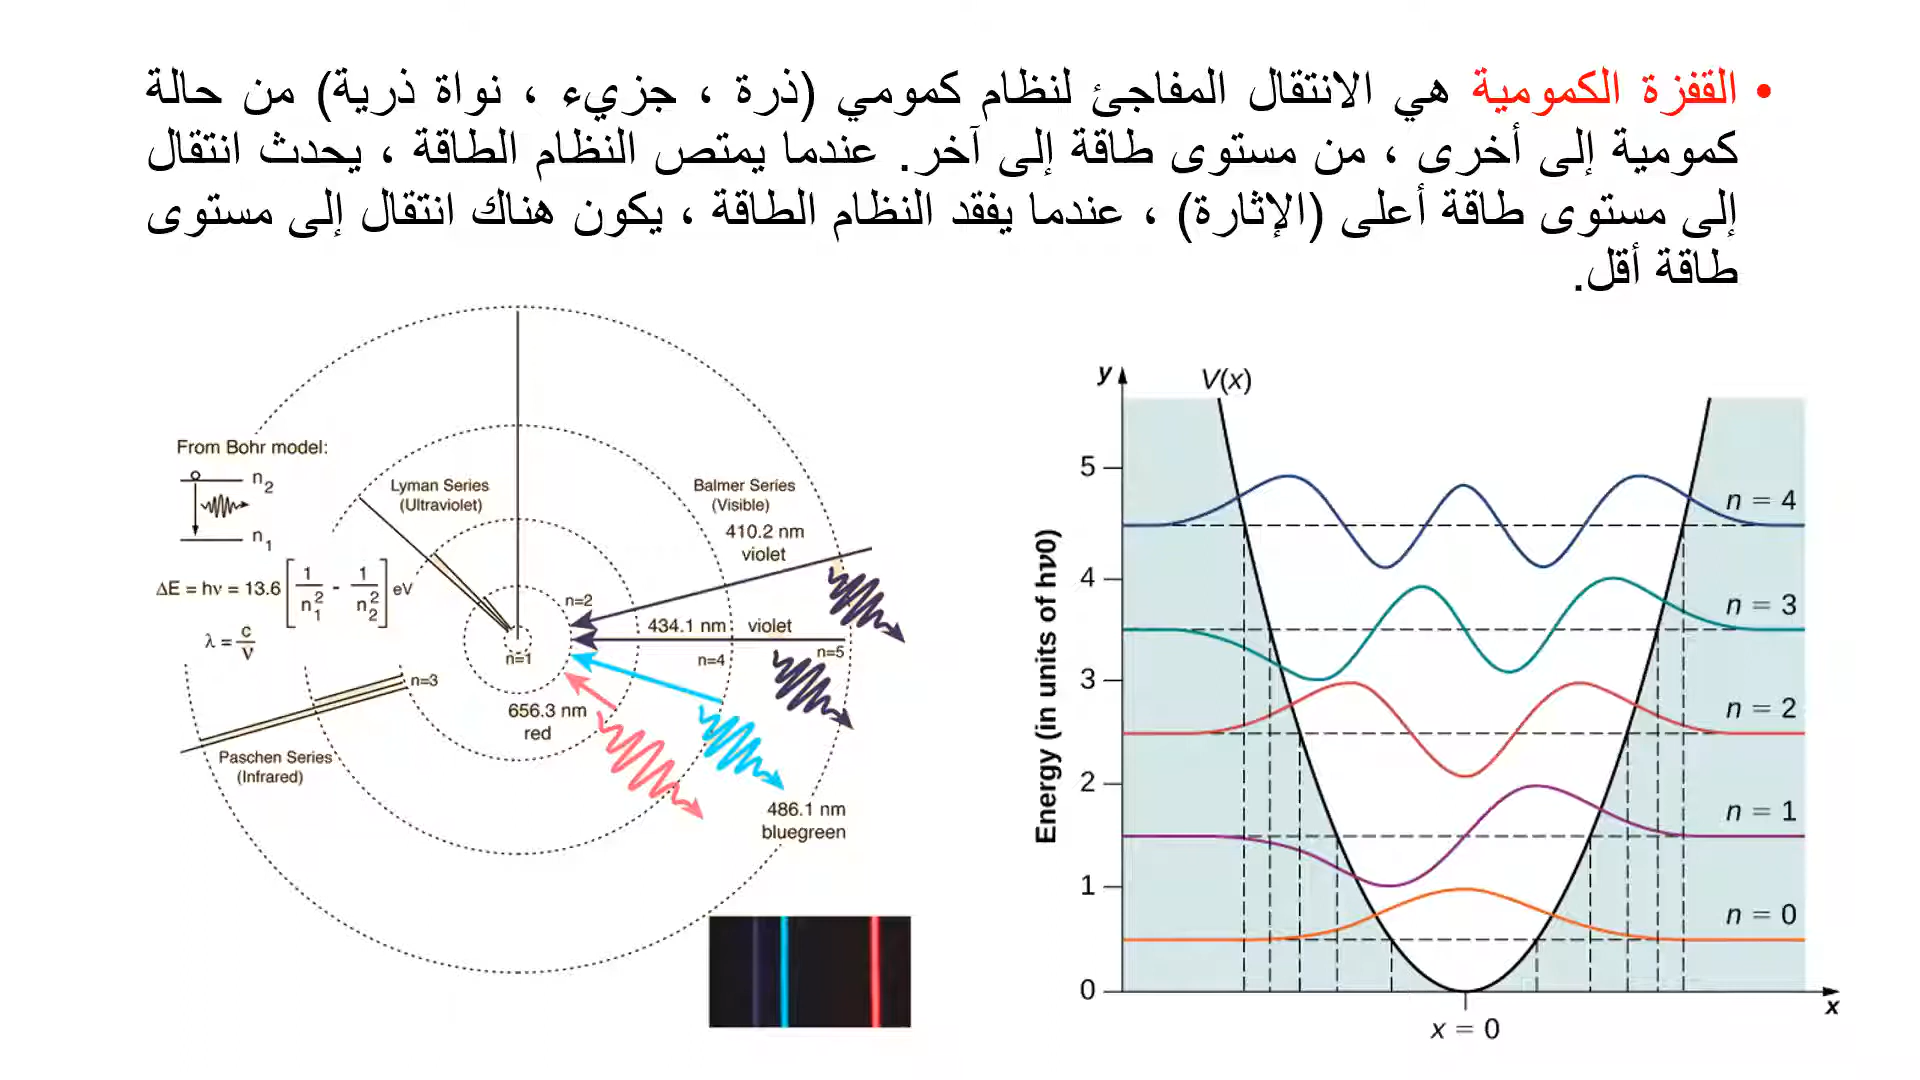 • القفزة الكمومية هي الانتقال المفاجئ لنظام كمومي (ذرة ، جزيء ، نواة ذرية) من حالة
كمومية إلى أخرى ، من مستوى طاقة إلى آخر. عندما يمتص النظام الطاقة ، يحدث انتقال
إلى مستوى طاقة أعلى (الإثارة) ، عندما يفقد النظام الطاقة ، يكون هناك انتقال إلى مستوى
طاقة أقل.
From Bohr model:
n₂
n₁
ΔE = hν = 13.6 [1/n₁² - 1/n₂²] eV
λ = c/ν
Lyman Series
(Ultraviolet)
Balmer Series
(Visible)
410.2 nm
violet
n=2
434.1 nm violet
n=1
n=4
n=5
n=3
656.3 nm
red
Paschen Series
(Infrared)
486.1 nm
bluegreen
y
V(x)
Energy (in units of hν0)
5
4
3
2
1
0
n = 4
n = 3
n = 2
n = 1
n = 0
x
x = 0